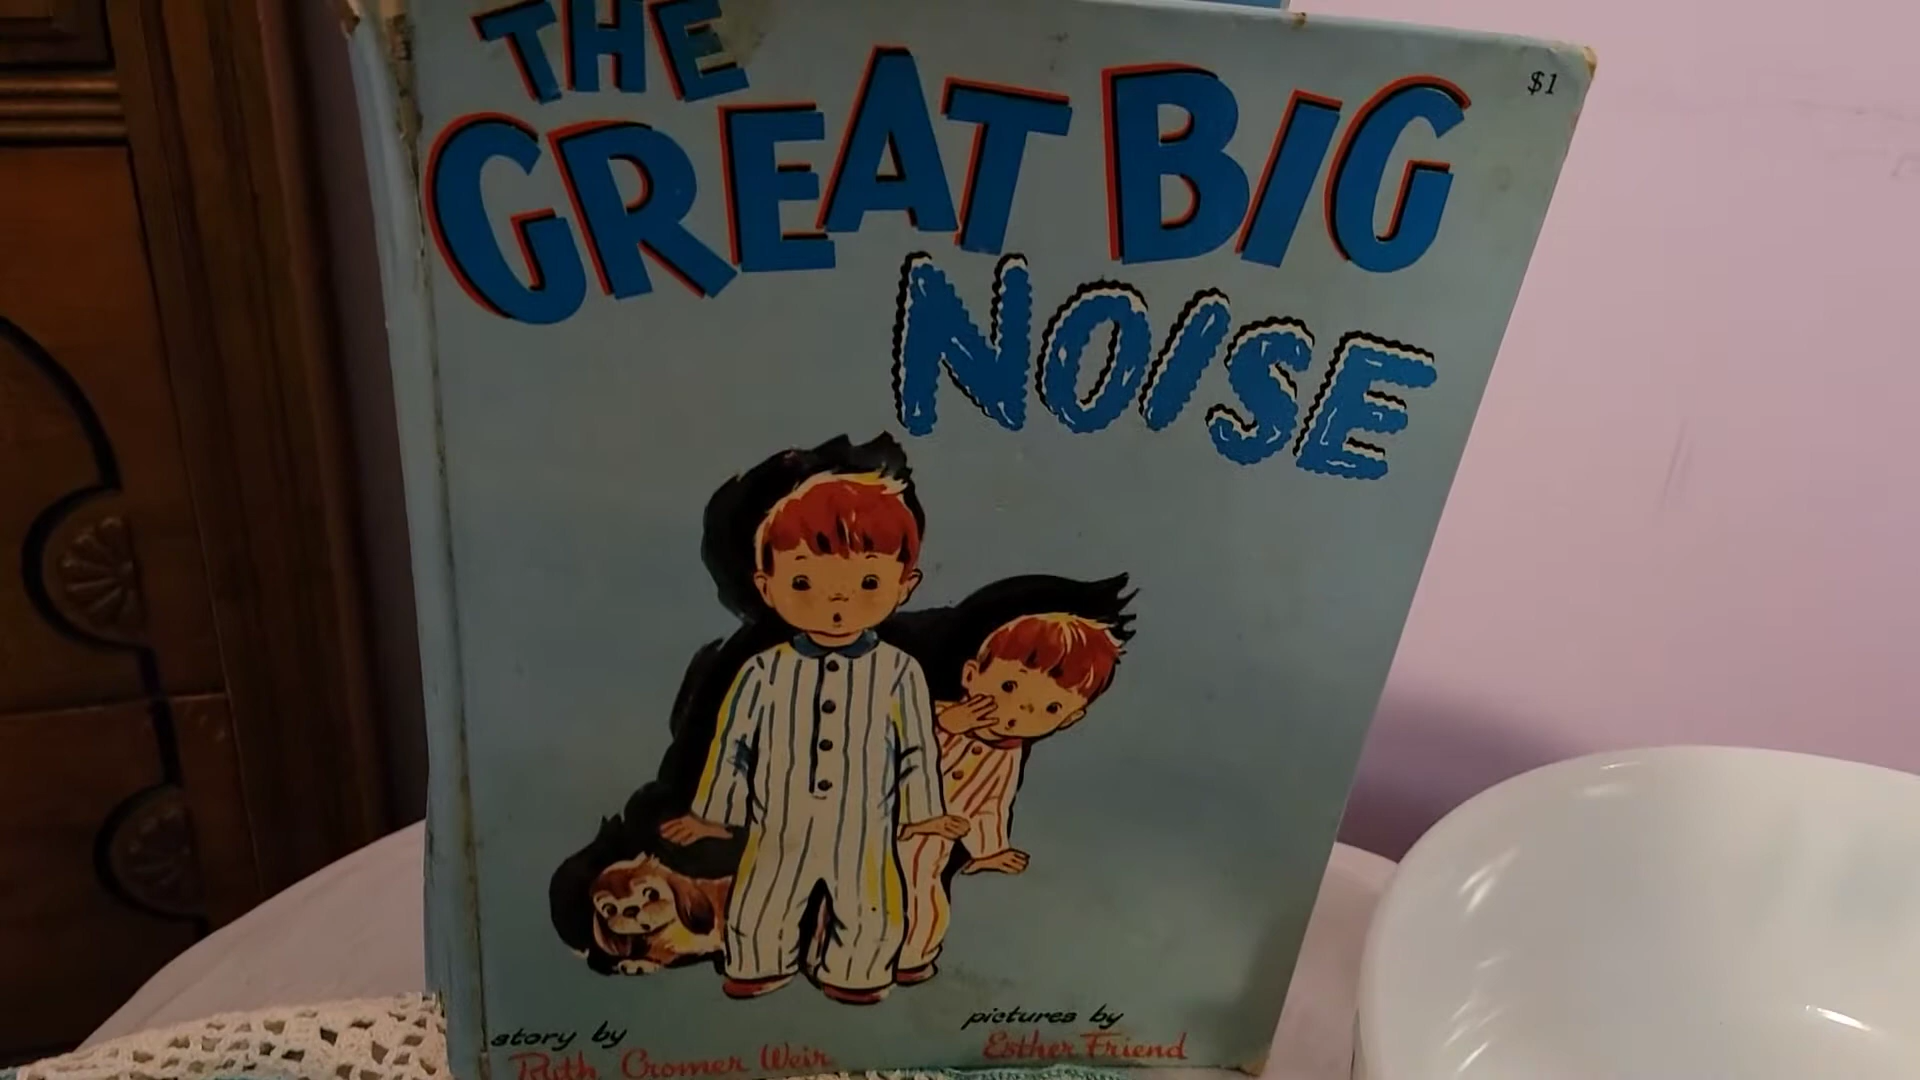 THE
$1
GREAT BIG
NOISE
story by
Ruth Cromer Weir
pictures by
Esther Friend